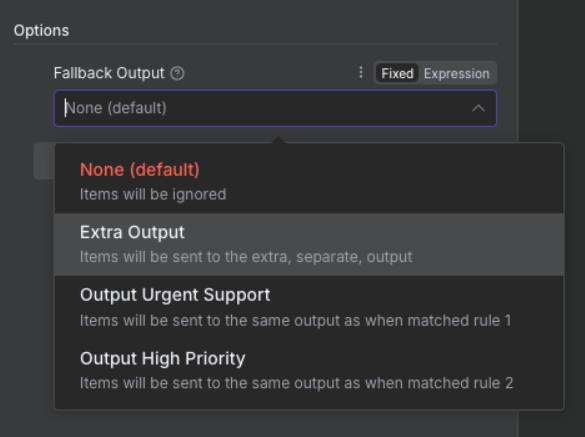 Options
Fallback Output
Fixed Expression
None (default)
None (default)
Items will be ignored
Extra Output
Items will be sent to the extra, separate, output
Output Urgent Support
Items will be sent to the same output as when matched rule 1
Output High Priority
Items will be sent to the same output as when matched rule 2